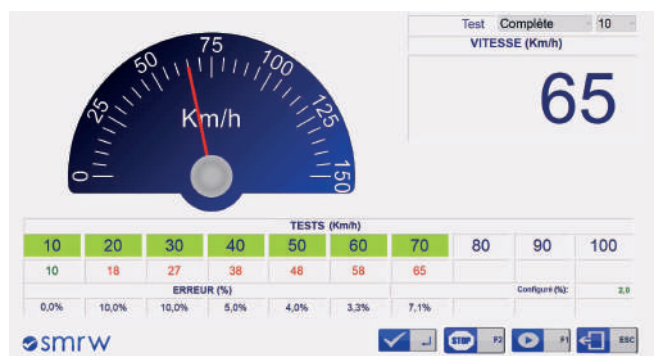 Test Complète 10
VITESSE (Km/h)
65
0 25 50 75 100 125 150
Km/h
TESTS (Km/h)
10 20 30 40 50 60 70 80 90 100
10 18 27 38 48 58 65
ERREUR (%) Configuré (%): 2,0
0,0% 10,0% 10,0% 5,0% 4,0% 3,3% 7,1%
smrw
STOP F2 F1 ESC